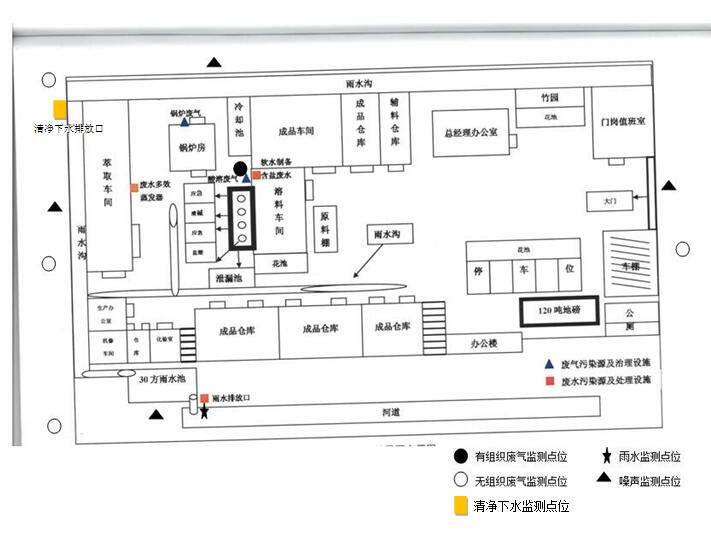 雨水沟
清净下水排放口
锅炉废气
冷却池
成品车间
成品仓库
辅料仓库
总经理办公室
竹园
花池
门岗值班室
锅炉房
萃取车间
废水多效
蒸发器
酸溶废气
软水制备
含盐废水
应急
液碱
应急
盐酸
溶料车间
原料棚
雨水沟
大门
雨水沟
泄漏池
花池
花池
停车位
车棚
生产办
公室
机修
车间
仓库
化验室
成品仓库
成品仓库
成品仓库
120吨地磅
公厕
办公楼
30方雨水池
雨水排放口
河道
废气污染源及治理设施
废水污染源及处理设施
有组织废气监测点位
雨水监测点位
无组织废气监测点位
噪声监测点位
清净下水监测点位